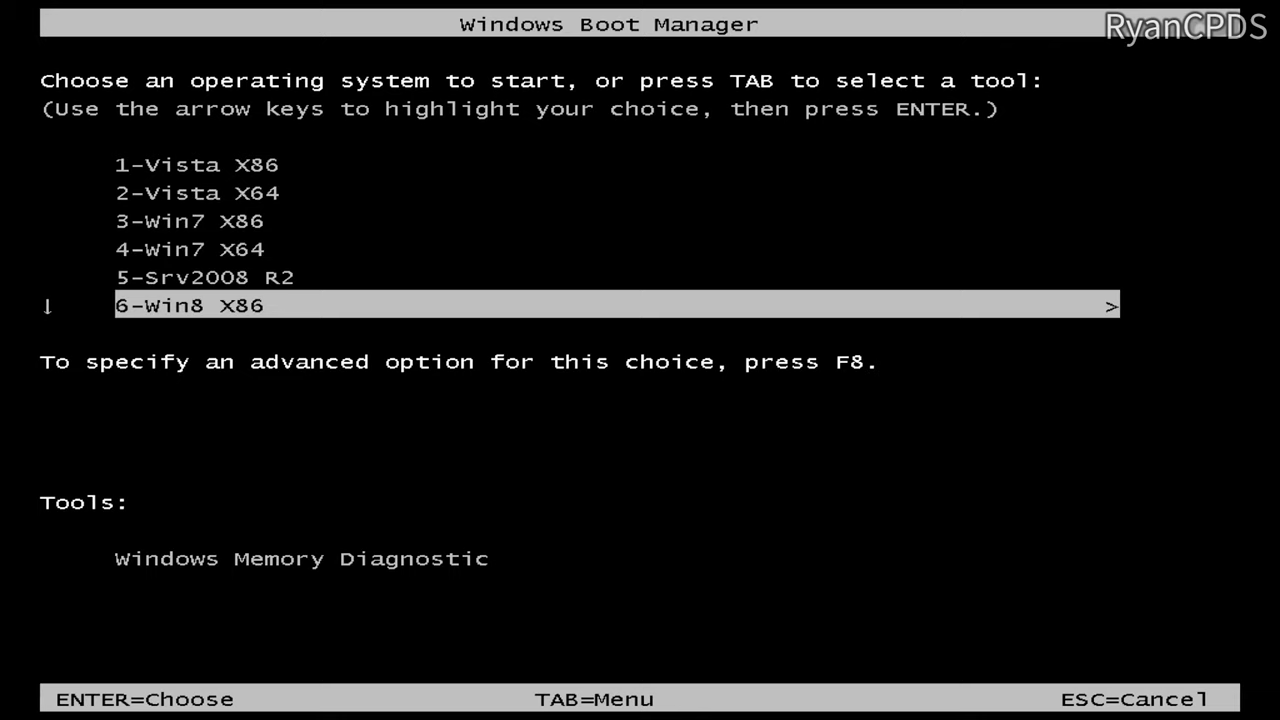 Windows Boot Manager
RyanCPDS
Choose an operating system to start, or press TAB to select a tool:
(Use the arrow keys to highlight your choice, then press ENTER.)
1-Vista X86
2-Vista X64
3-Win7 X86
4-Win7 X64
5-Srv2008 R2
↓ 6-Win8 X86 >
To specify an advanced option for this choice, press F8.
Tools:
Windows Memory Diagnostic
ENTER=Choose TAB=Menu ESC=Cancel